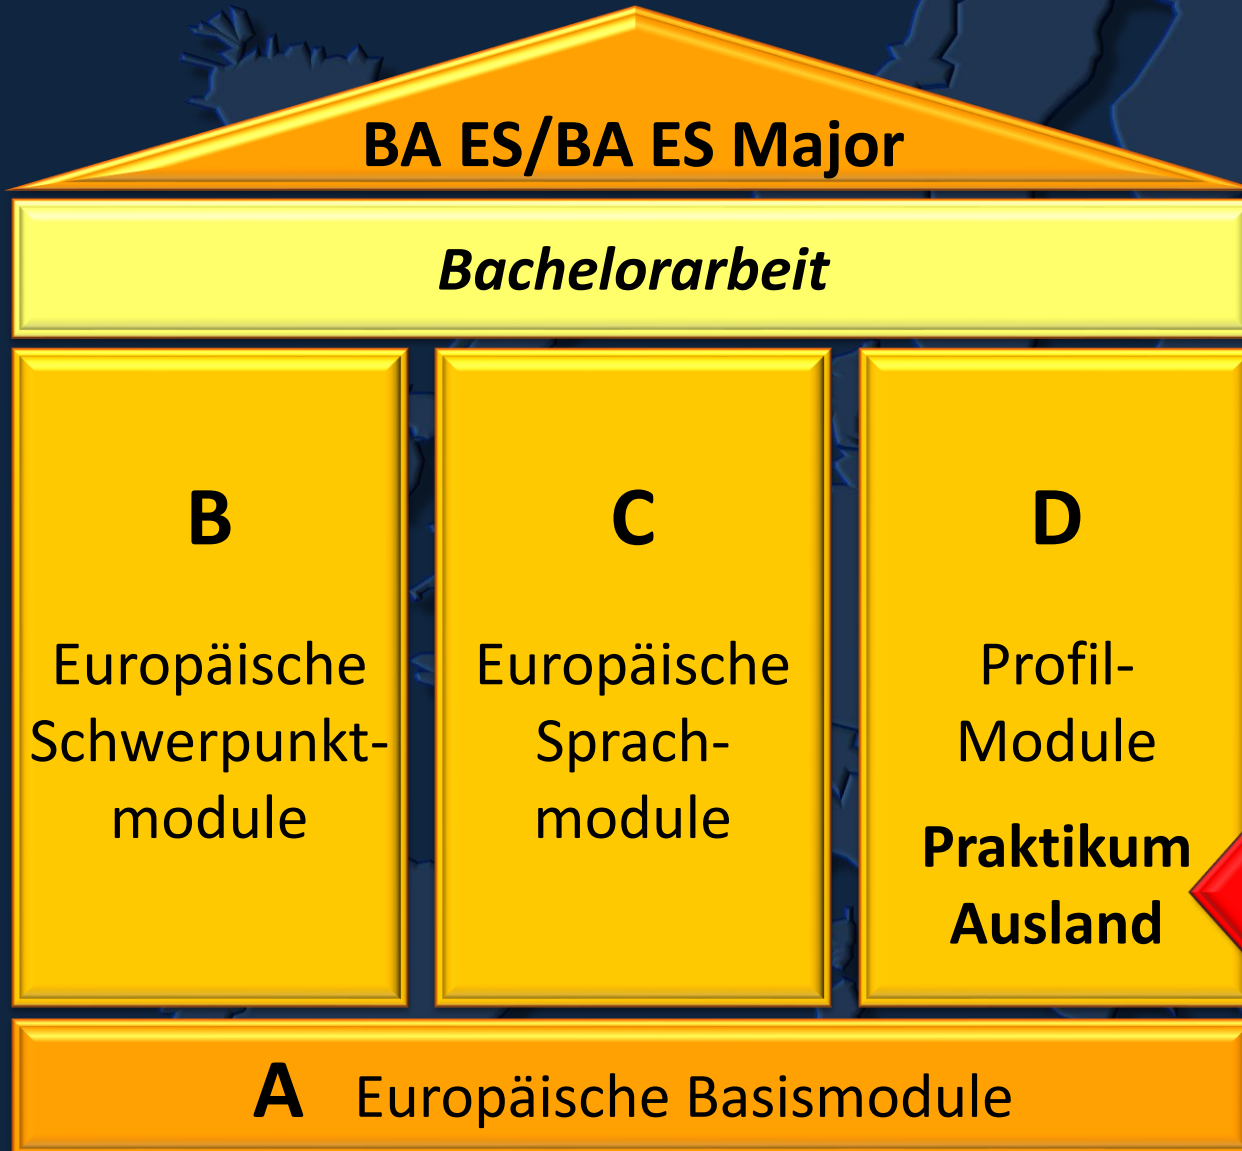 BA ES/BA ES Major
Bachelorarbeit
B
Europäische
Schwerpunkt-
module
C
Europäische
Sprach-
module
D
Profil-
Module
Praktikum
Ausland
A Europäische Basismodule